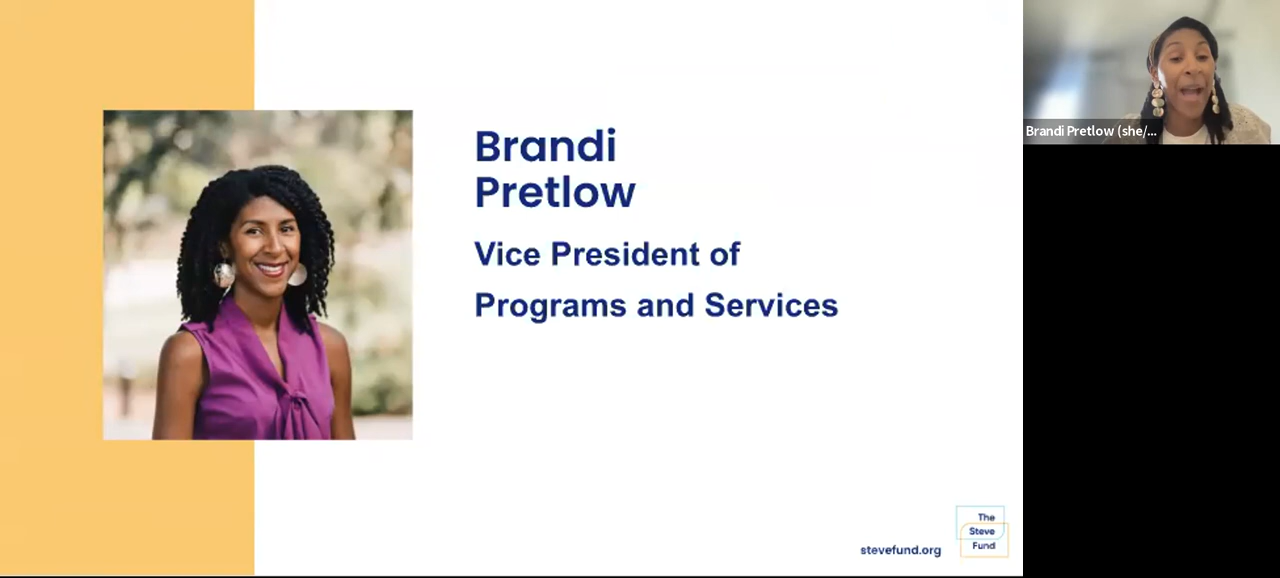 Brandi
Pretlow
Vice President of
Programs and Services
stevefund.org
The
Steve
Fund
Brandi Pretlow (she/...